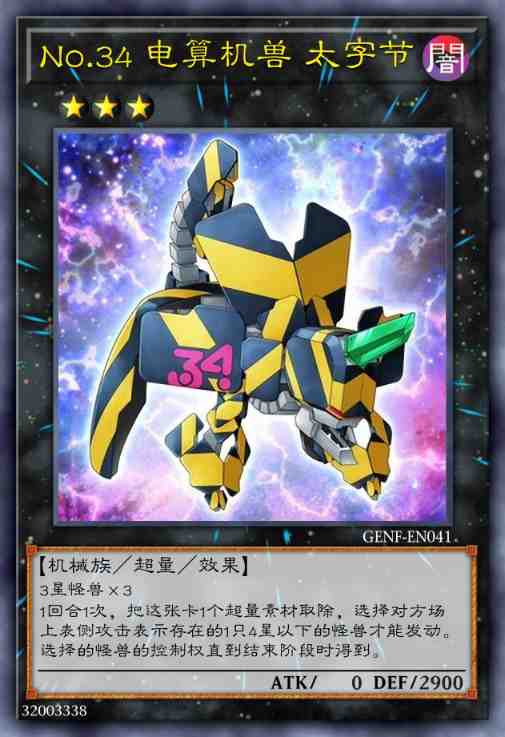 No.34 电算机兽 太字节
闇
34
GENF-EN041
【机械族／超量／效果】
3星怪兽×3
1回合1次，把这张卡1个超量素材取除，选择对方场
上表侧攻击表示存在的1只4星以下的怪兽才能发动。
选择的怪兽的控制权直到结束阶段时得到。
ATK/ 0 DEF/2900
32003338